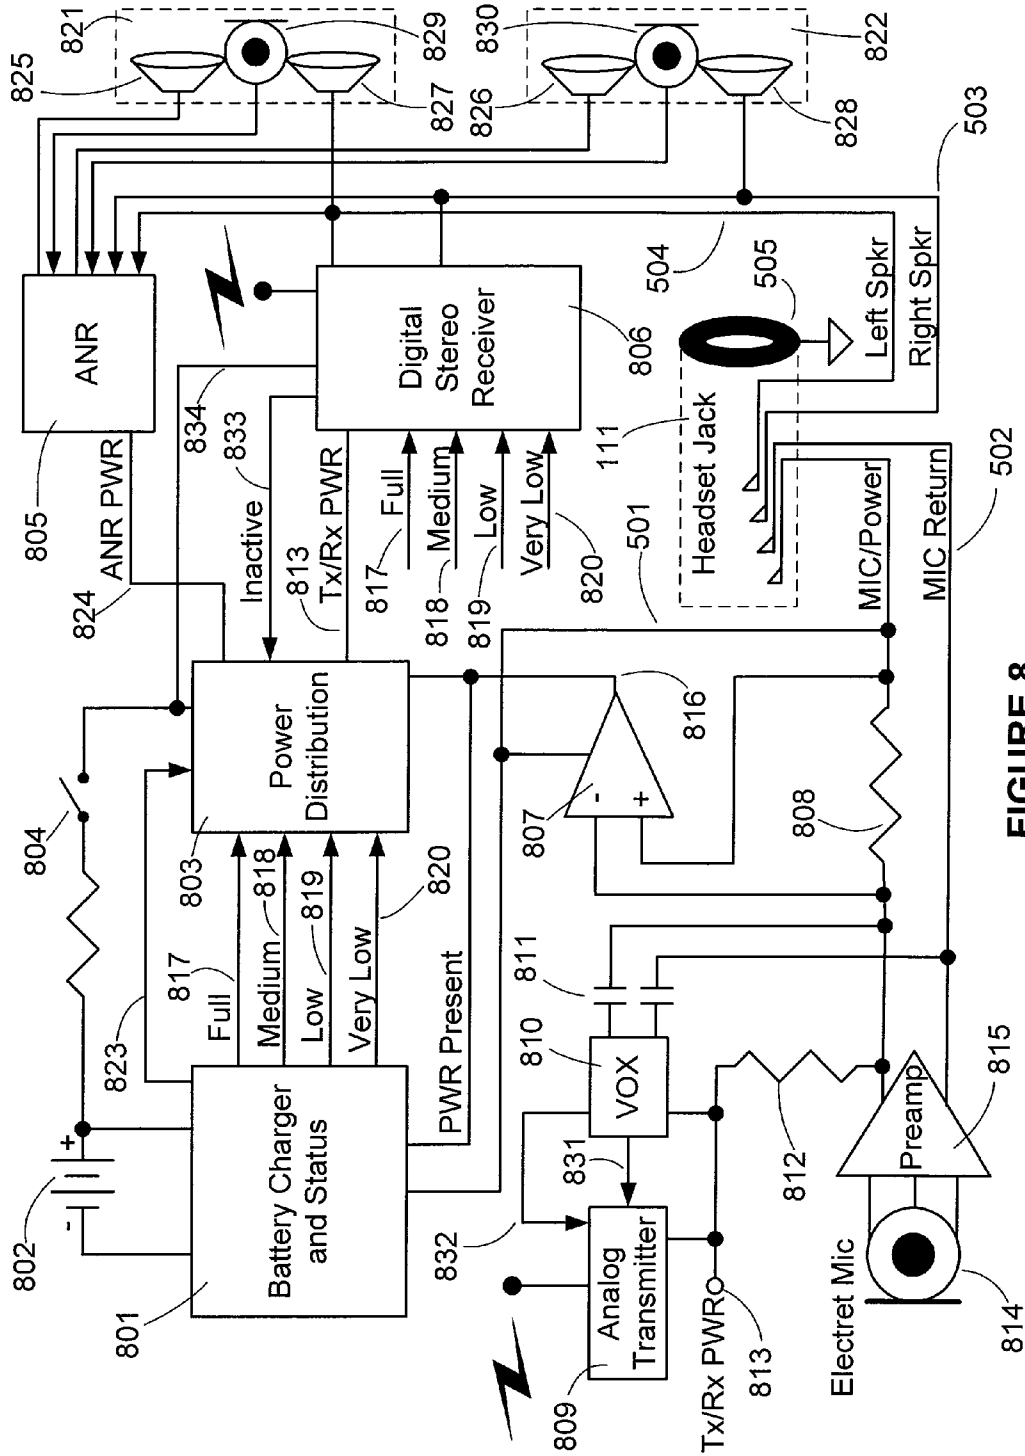 821
825
829
827
830
822
826
828
503
ANR
805
ANR PWR
824
834
833
Inactive
Tx/Rx PWR
813
Digital
Stereo
Receiver
806
817
Full
818
Medium
819
Low
Very Low
820
504
505
111
Headset Jack
Left Spkr
Right Spkr
501
MIC/Power
MIC Return
502
804
803
Power
Distribution
823
817
Full
Medium
818
Low
819
Very Low
820
PWR Present
802
-
+
801
Battery Charger
and Status
807
-
+
816
808
811
810
VOX
831
832
809
Analog
Transmitter
Tx/Rx PWR
813
812
Preamp
815
Electret Mic
814
FIGURE 8